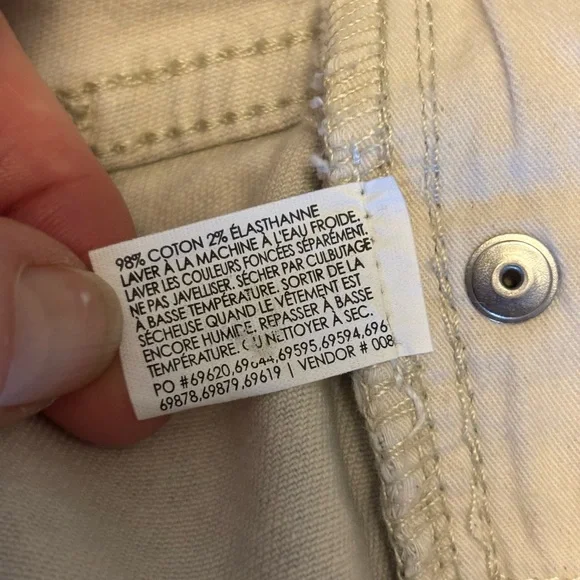 98% COTON 2% ÉLASTHANNE
LAVER À LA MACHINE À L'EAU FROIDE.
LAVER LES COULEURS FONCÉES SÉPARÉMENT.
NE PAS JAVELLISER. SÉCHER PAR CULBUTAGE
À BASSE TEMPÉRATURE. SORTIR DE LA
SÉCHEUSE QUAND LE VÊTEMENT EST
ENCORE HUMIDE. REPASSER À BASSE
TEMPÉRATURE. OU NETTOYER À SEC.
PO #69620,69644,69595,69594,696
69878,69879,69619 | VENDOR # 008